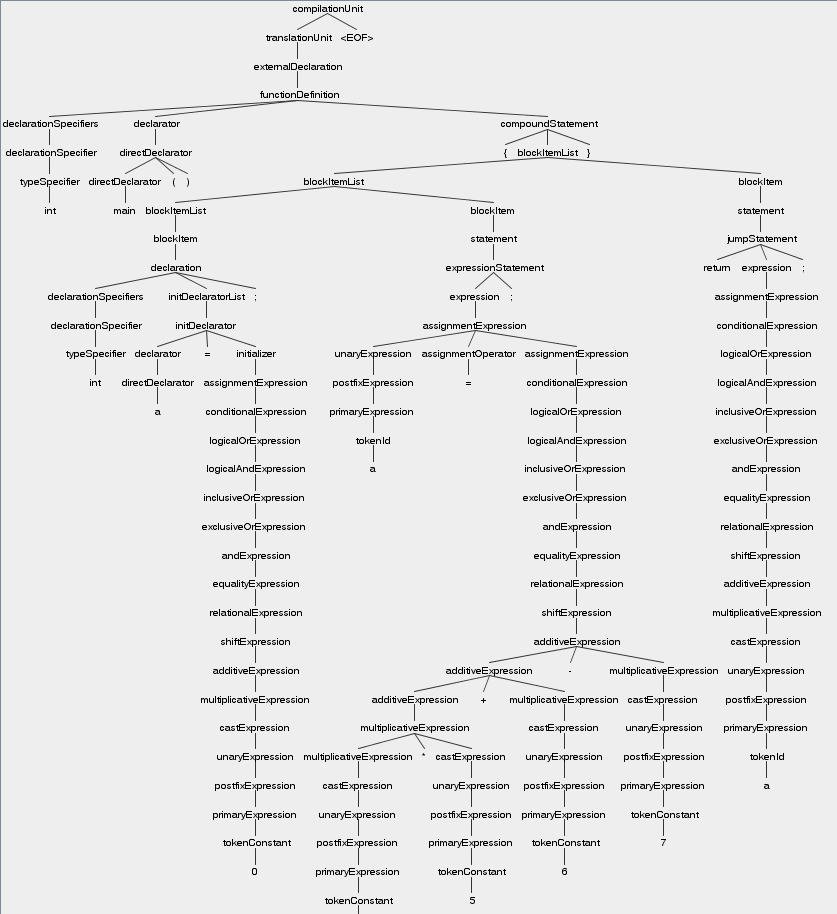 compilationUnit
translationUnit <EOF>
externalDeclaration
functionDefinition
declarationSpecifiers declarator compoundStatement
declarationSpecifier directDeclarator { blockItemList }
typeSpecifier directDeclarator ( ) blockItemList blockItem
int main blockItemList blockItem statement
blockItem statement jumpStatement
declaration expressionStatement return expression ;
declarationSpecifiers initDeclaratorList ; expression ; assignmentExpression
declarationSpecifier initDeclarator assignmentExpression conditionalExpression
typeSpecifier declarator = initializer unaryExpression assignmentOperator assignmentExpression logicalOrExpression
int directDeclarator assignmentExpression postfixExpression = conditionalExpression logicalAndExpression
a conditionalExpression primaryExpression logicalOrExpression inclusiveOrExpression
logicalOrExpression tokenId logicalAndExpression exclusiveOrExpression
logicalAndExpression a inclusiveOrExpression andExpression
inclusiveOrExpression exclusiveOrExpression equalityExpression
exclusiveOrExpression andExpression relationalExpression
andExpression equalityExpression shiftExpression
equalityExpression relationalExpression additiveExpression
relationalExpression shiftExpression multiplicativeExpression
shiftExpression additiveExpression castExpression
additiveExpression additiveExpression - multiplicativeExpression unaryExpression
multiplicativeExpression additiveExpression + multiplicativeExpression castExpression postfixExpression
castExpression multiplicativeExpression castExpression unaryExpression primaryExpression
unaryExpression multiplicativeExpression * castExpression unaryExpression postfixExpression tokenId
postfixExpression castExpression unaryExpression postfixExpression primaryExpression a
primaryExpression unaryExpression postfixExpression primaryExpression tokenConstant
tokenConstant postfixExpression primaryExpression tokenConstant 7
0 primaryExpression tokenConstant 6
tokenConstant 5